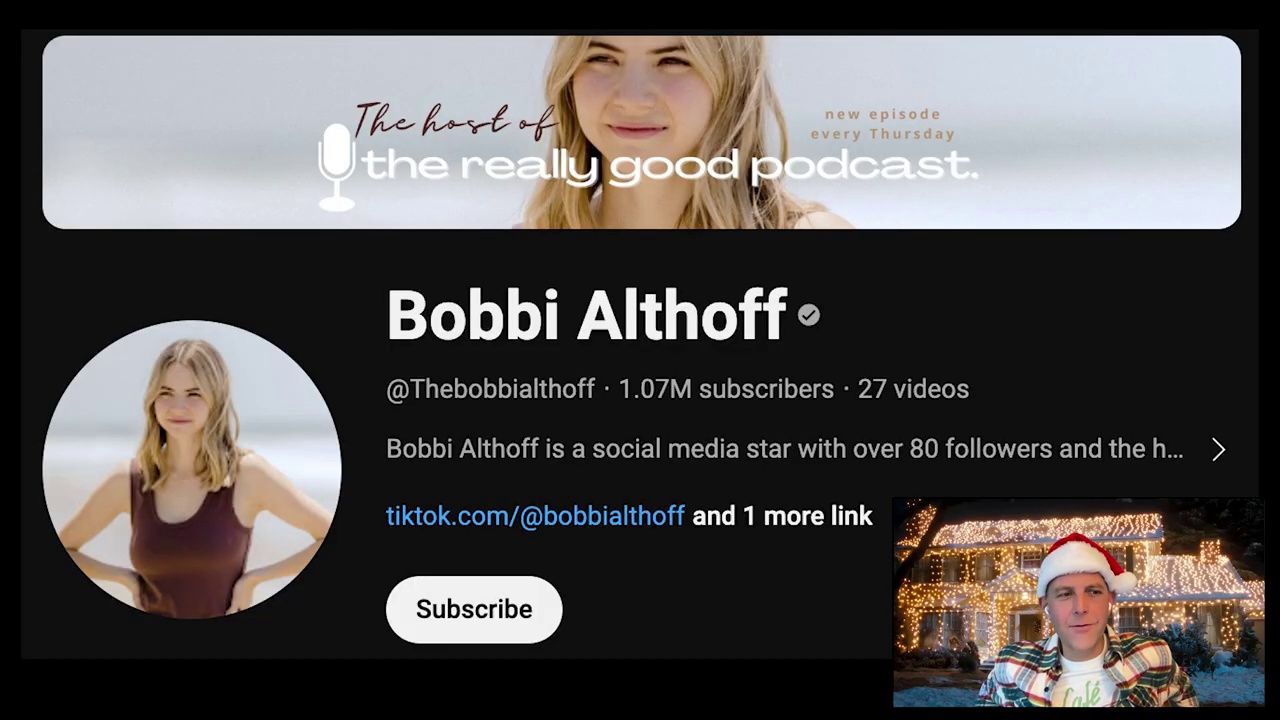 The host of
new episode
every Thursday
the really good podcast.
Bobbi Althoff
@Thebobbialthoff · 1.07M subscribers · 27 videos
Bobbi Althoff is a social media star with over 80 followers and the h...
tiktok.com/@bobbialthoff and 1 more link
Subscribe
Café